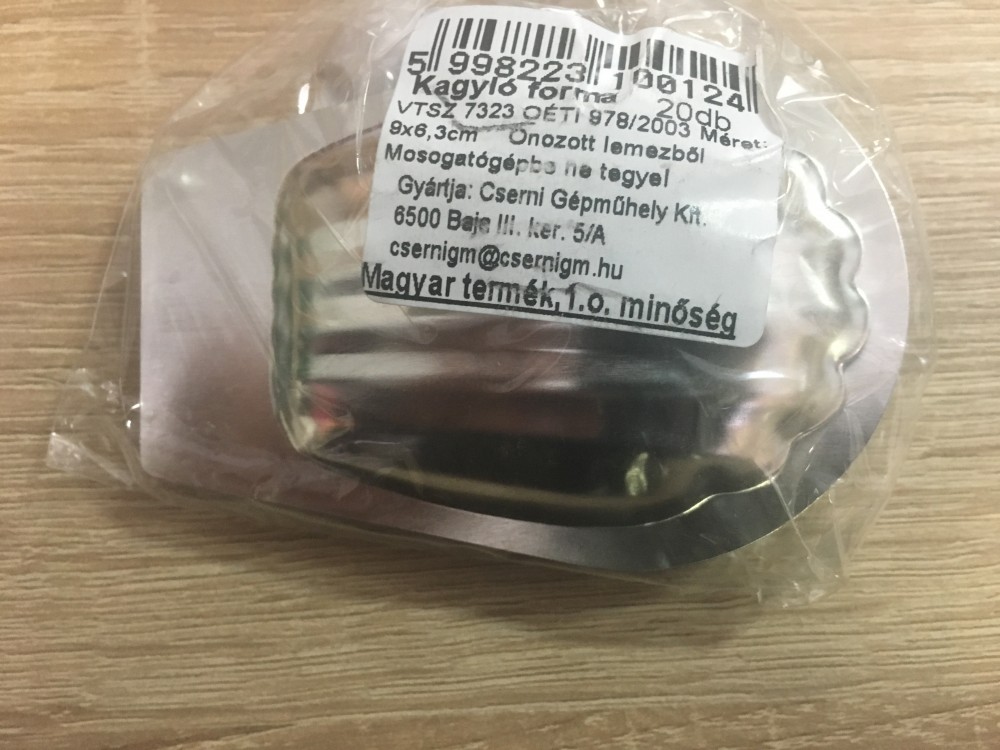 5 998223 100124
Kagyló forma 20db
VTSZ 7323 OÉTI 978/2003 Méret:
9x6,3cm Ónozott lemezből
Mosogatógépbe ne tegye!
Gyártja: Cserni Gépműhely Kft.
6500 Baja III. ker. 5/A
csernigm@csernigm.hu
Magyar termék,1.o. minőség